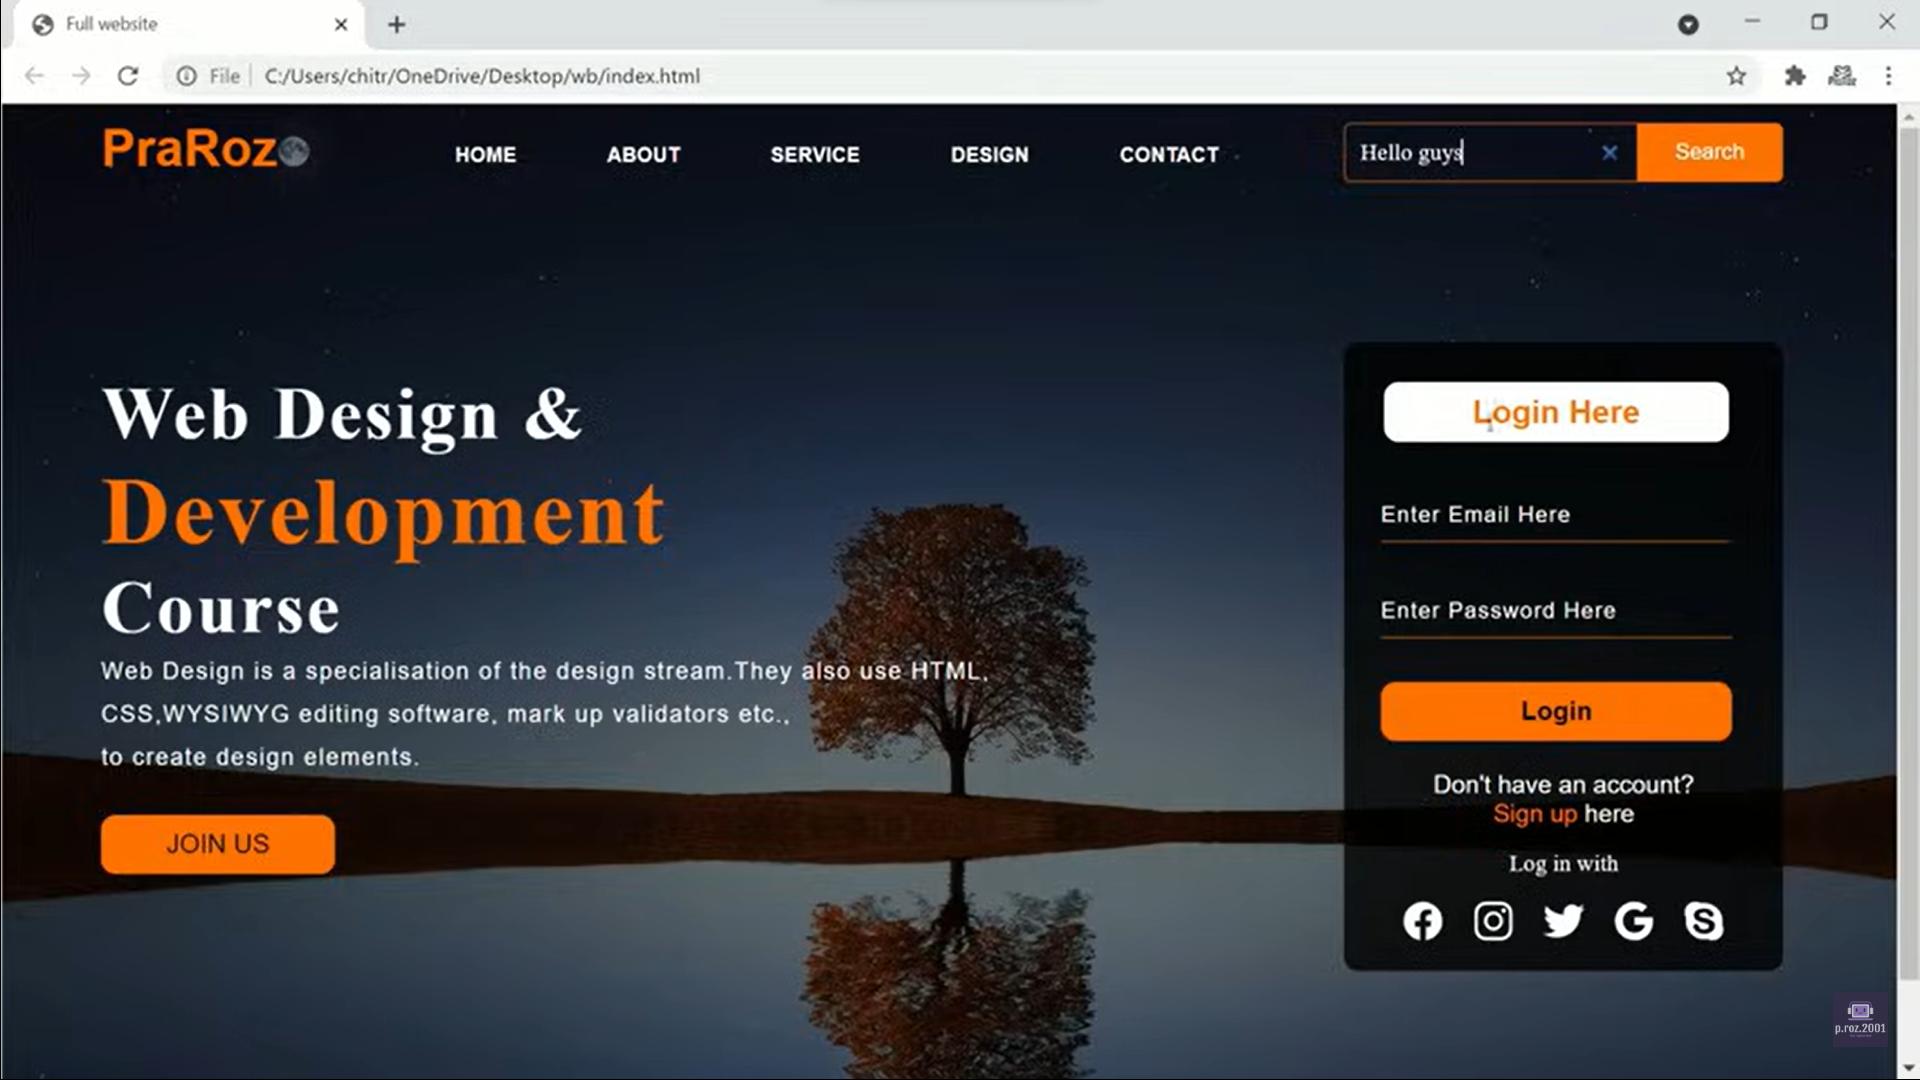 Full website
File
C:/Users/chitr/OneDrive/Desktop/wb/index.html
PraRoz
HOME
ABOUT
SERVICE
DESIGN
CONTACT
Hello guys
Search
Web Design &
Development
Course
Web Design is a specialisation of the design stream.They also use HTML,
CSS,WYSIWYG editing software, mark up validators etc.,
to create design elements.
JOIN US
Login Here
Enter Email Here
Enter Password Here
Login
Don't have an account?
Sign up here
Log in with
p.roz.2001